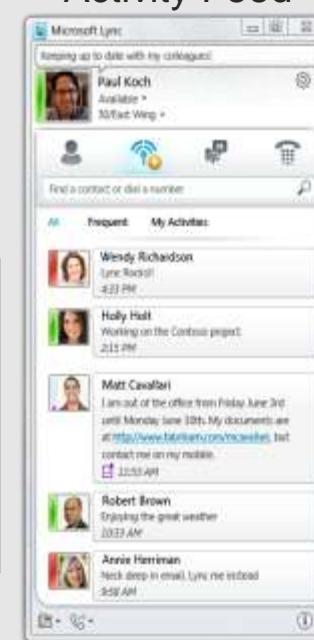 Activity Feed
Microsoft Lync
Keeping up to date with my colleagues!
Paul Koch
Available
30/East Wing
Find a contact or dial a number
All Frequent My Activities
Wendy Richardson
Lync Rocks!!
4:33 PM
Holly Holt
Working on the Contoso project
2:15 PM
Matt Cavallari
I am out of the office from Friday June 3rd
until Monday June 10th. My documents are
at http://www.fabrikam.com/mcavallari, but
contact me on my mobile.
11:53 AM
Robert Brown
Enjoying the great weather
10:33 AM
Annie Herriman
Neck deep in email, Lync me instead
9:58 AM